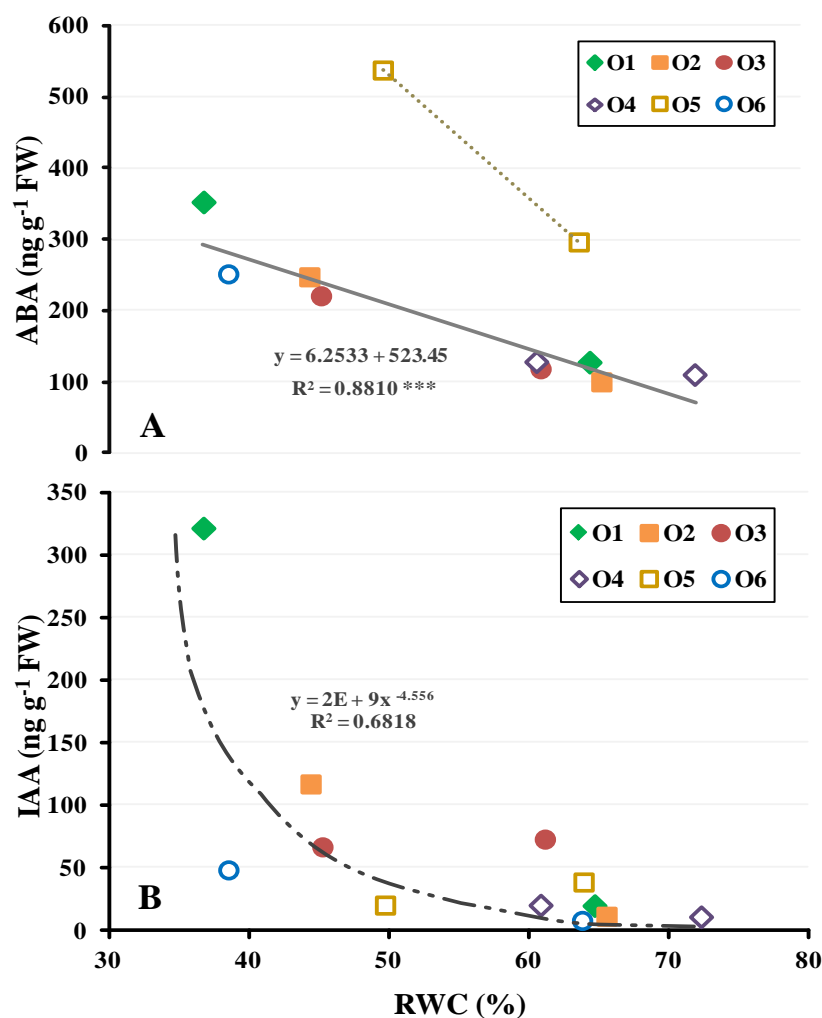 600
500
400
300
200
100
0
ABA (ng g⁻¹ FW)
O1 O2 O3
O4 O5 O6
y = 6.2533 + 523.45
R² = 0.8810 ***
A
350
300
250
200
150
100
50
0
IAA (ng g⁻¹ FW)
O1 O2 O3
O4 O5 O6
y = 2E + 9x ⁻⁴·⁵⁵⁶
R² = 0.6818
B
30 40 50 60 70 80
RWC (%)